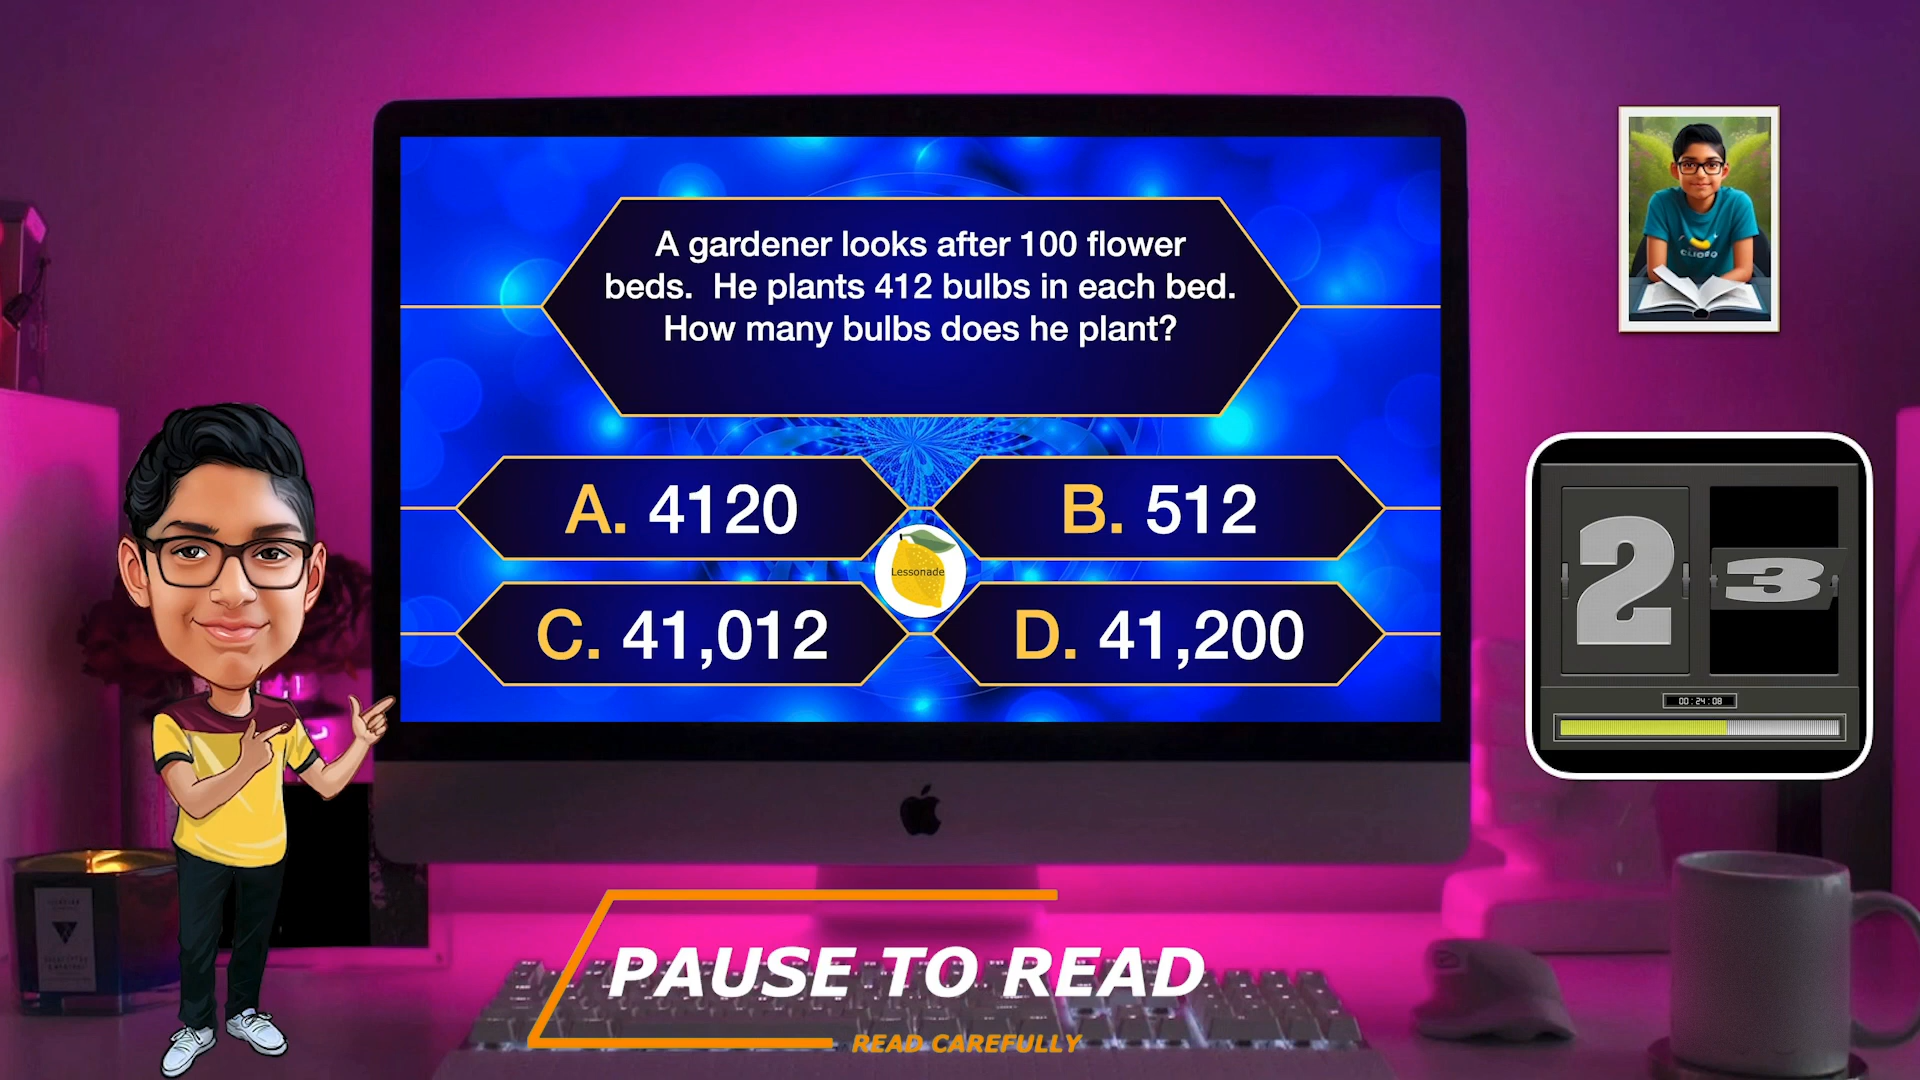 A gardener looks after 100 flower
beds.  He plants 412 bulbs in each bed.
How many bulbs does he plant?
A. 4120
B. 512
Lessonade
C. 41,012
D. 41,200
2 3
00:24:08
PAUSE TO READ
READ CAREFULLY